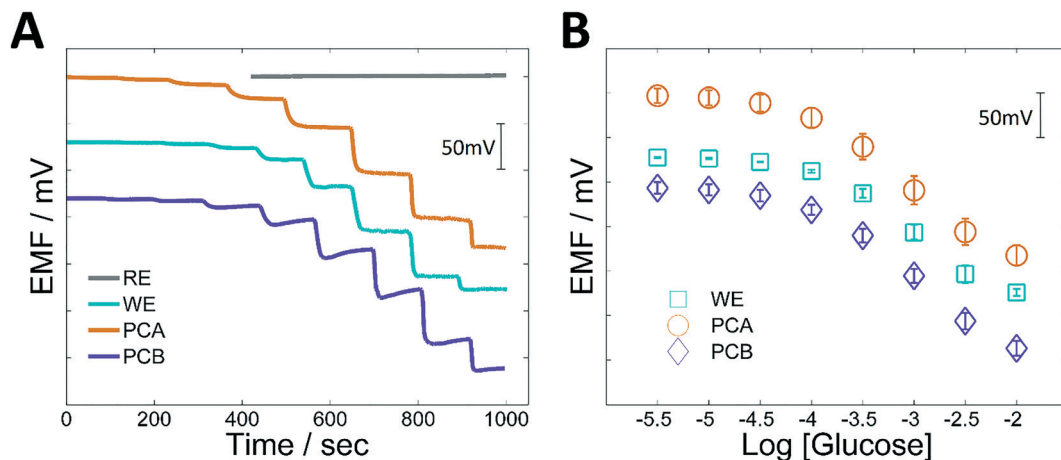 A
EMF / mV
50mV
RE
WE
PCA
PCB
0 200 400 600 800 1000
Time / sec
B
EMF / mV
50mV
WE
PCA
PCB
-5.5 -5 -4.5 -4 -3.5 -3 -2.5 -2
Log [Glucose]